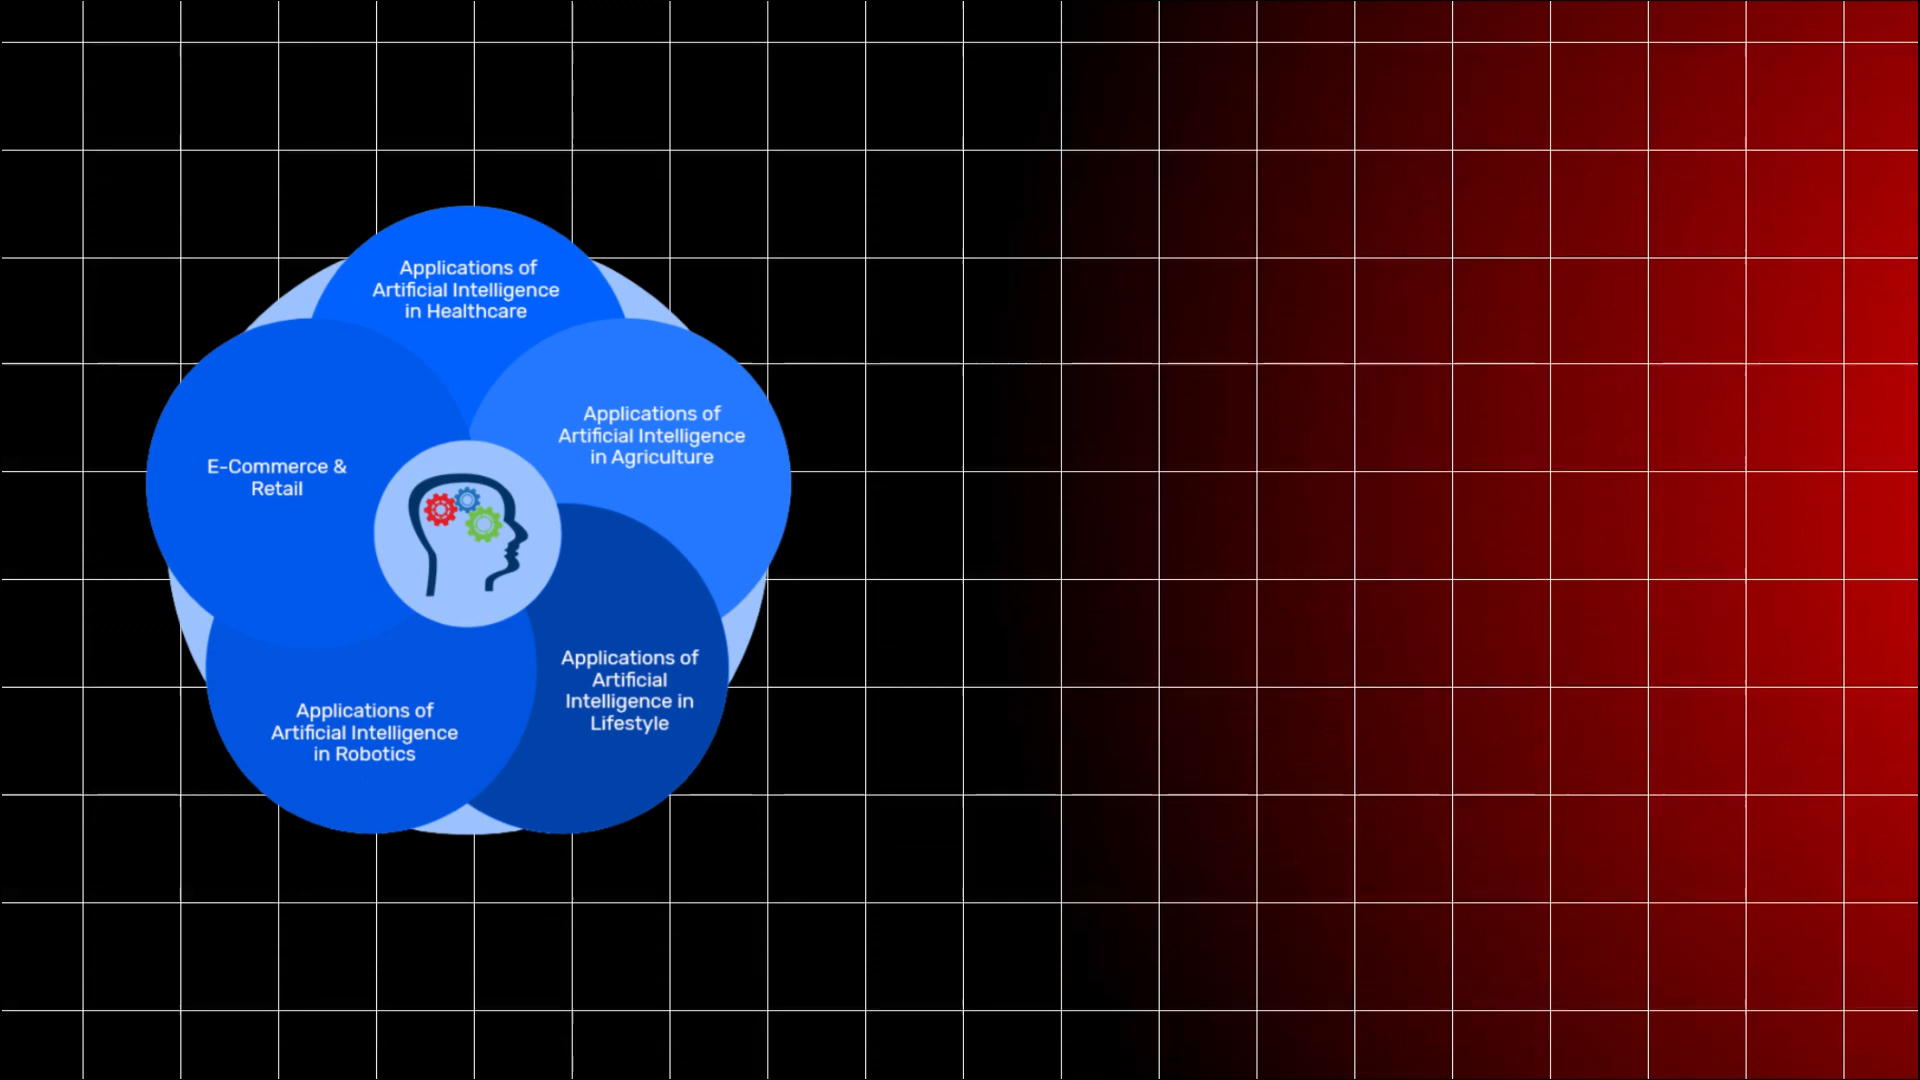 Applications of
Artificial Intelligence
in Healthcare
Applications of
Artificial Intelligence
in Agriculture
E-Commerce &
Retail
Applications of
Artificial
Intelligence in
Lifestyle
Applications of
Artificial Intelligence
in Robotics